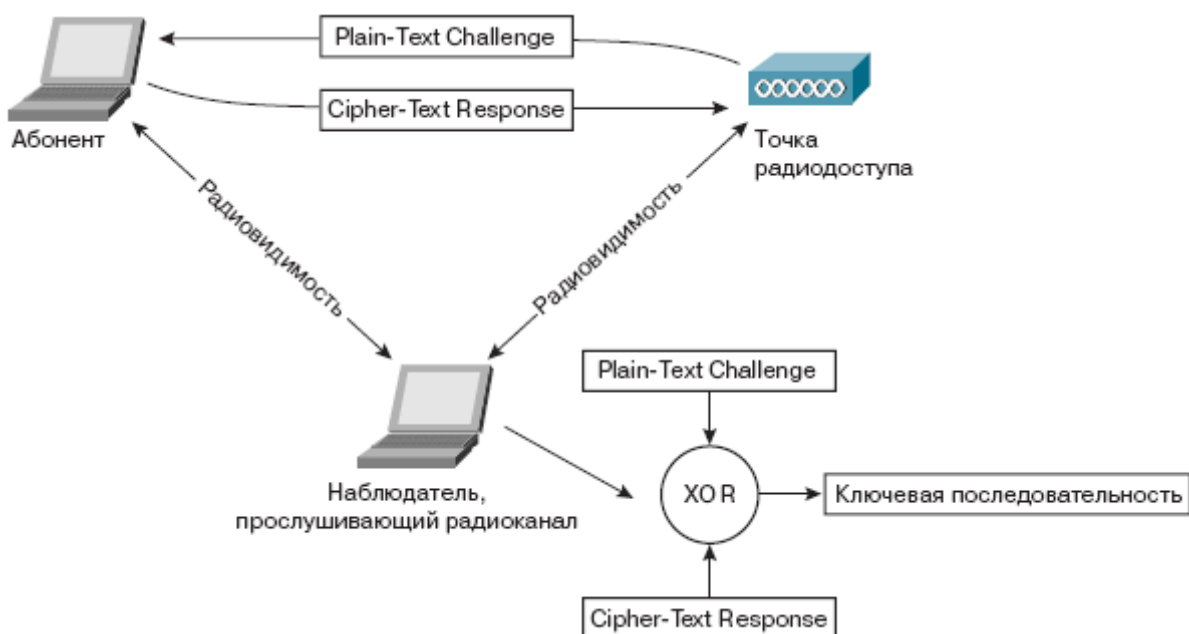 Plain-Text Challenge
Cipher-Text Response
Абонент
Точка
радиодоступа
Радиовидимость
Радиовидимость
Plain-Text Challenge
XOR
Ключевая последовательность
Наблюдатель,
прослушивающий радиоканал
Cipher-Text Response